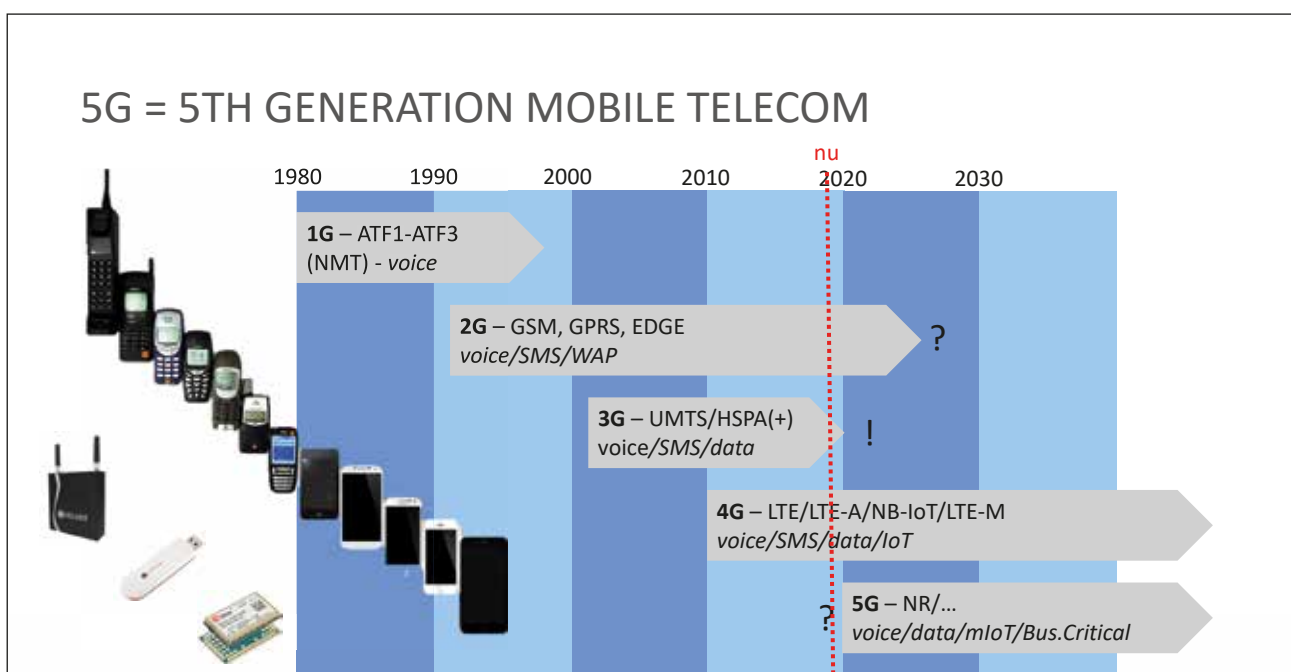 5G = 5TH GENERATION MOBILE TELECOM
nu
1980 1990 2000 2010 2020 2030
1G – ATF1-ATF3
(NMT) - voice
2G – GSM, GPRS, EDGE
voice/SMS/WAP
?
3G – UMTS/HSPA(+)
voice/SMS/data
!
4G – LTE/LTE-A/NB-IoT/LTE-M
voice/SMS/data/IoT
?
5G – NR/...
voice/data/mIoT/Bus.Critical